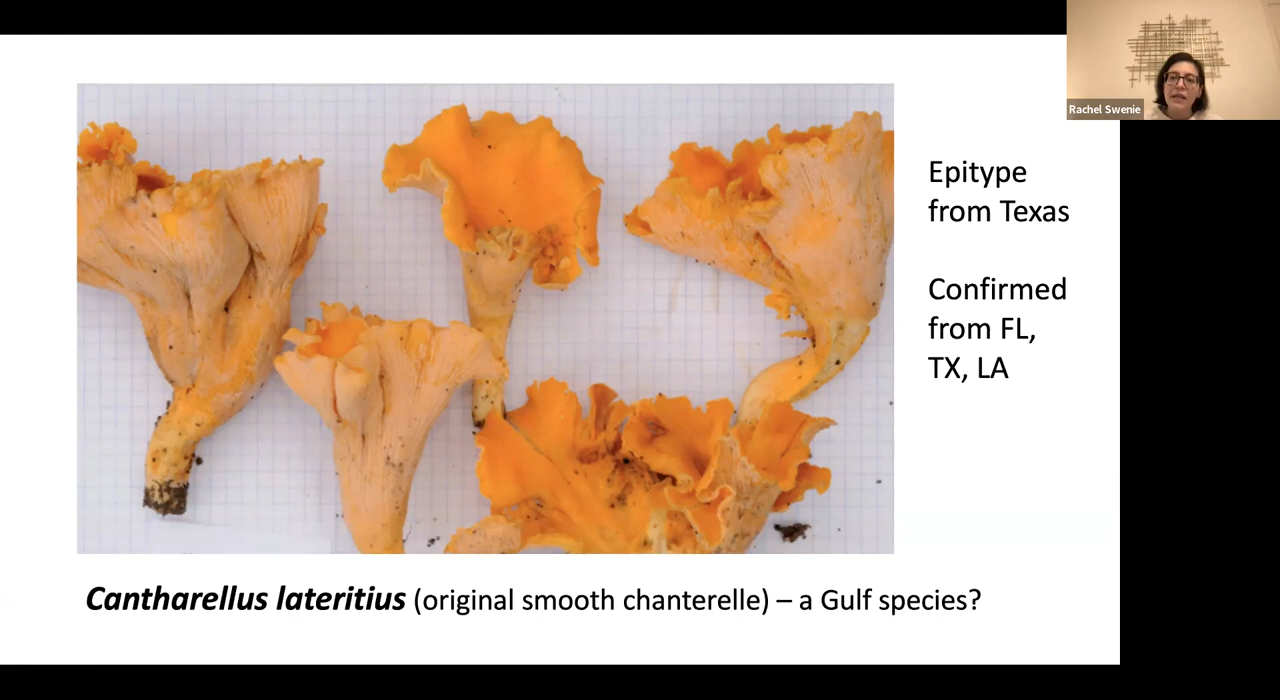 Rachel Swenie
Epitype
from Texas
Confirmed
from FL,
TX, LA
Cantharellus lateritius (original smooth chanterelle) – a Gulf species?